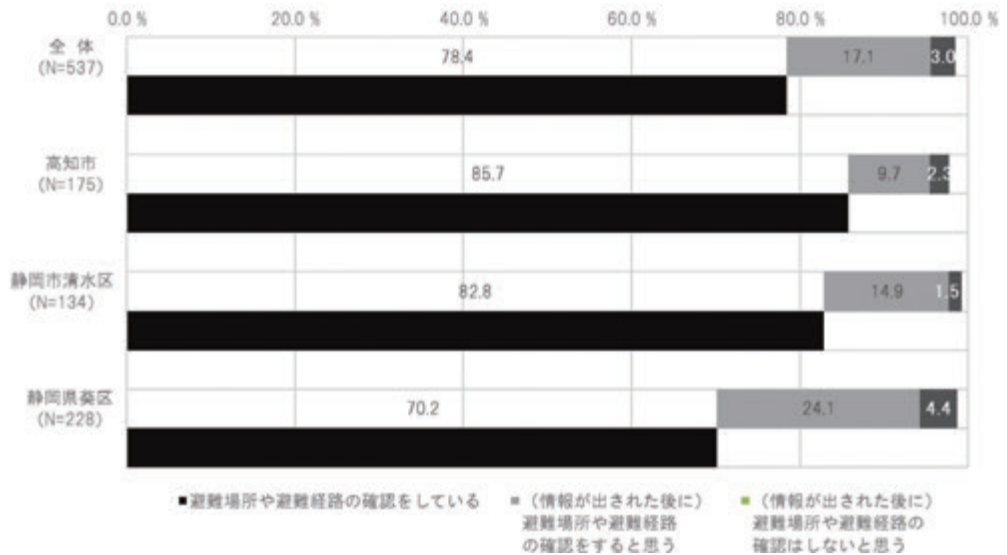 0.0 % 20.0 % 40.0 % 60.0 % 80.0 % 100.0 %
全 体
(N=537)
78.4 17.1 3.0
高知市
(N=175)
85.7 9.7 2.3
静岡市清水区
(N=134)
82.8 14.9 1.5
静岡県葵区
(N=228)
70.2 24.1 4.4
■避難場所や避難経路の確認をしている
■（情報が出された後に）
避難場所や避難経路
の確認をすると思う
■（情報が出された後に）
避難場所や避難経路の
確認はしないと思う